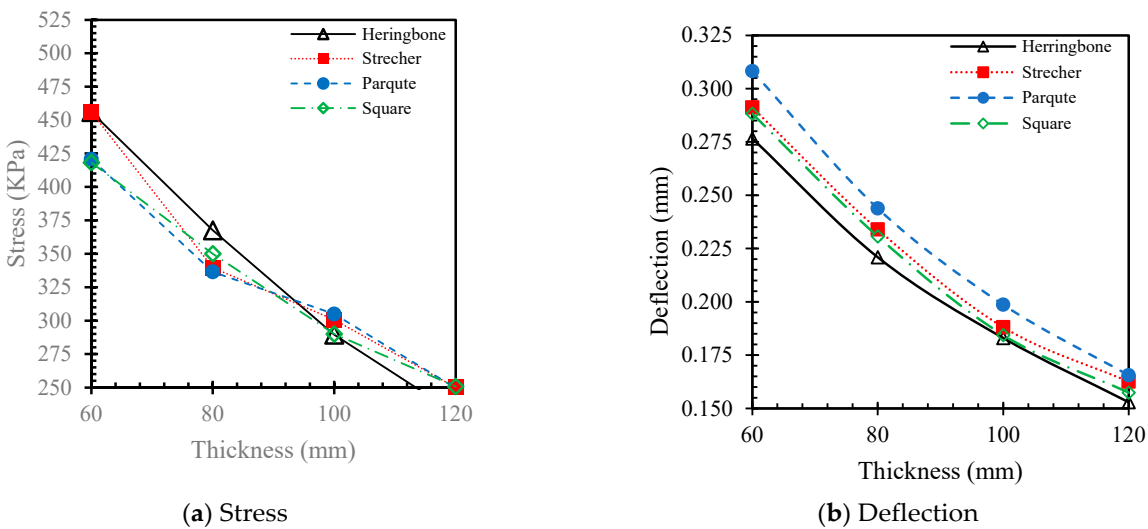 525
500
475
450
425
400
375
350
325
300
275
250
Stress (KPa)
60 80 100 120
Thickness (mm)
Heringbone
Strecher
Parqute
Square
(a) Stress
0.325
0.300
0.275
0.250
0.225
0.200
0.175
0.150
Deflection (mm)
60 80 100 120
Thickness (mm)
Herringbone
Strecher
Parqute
Square
(b) Deflection